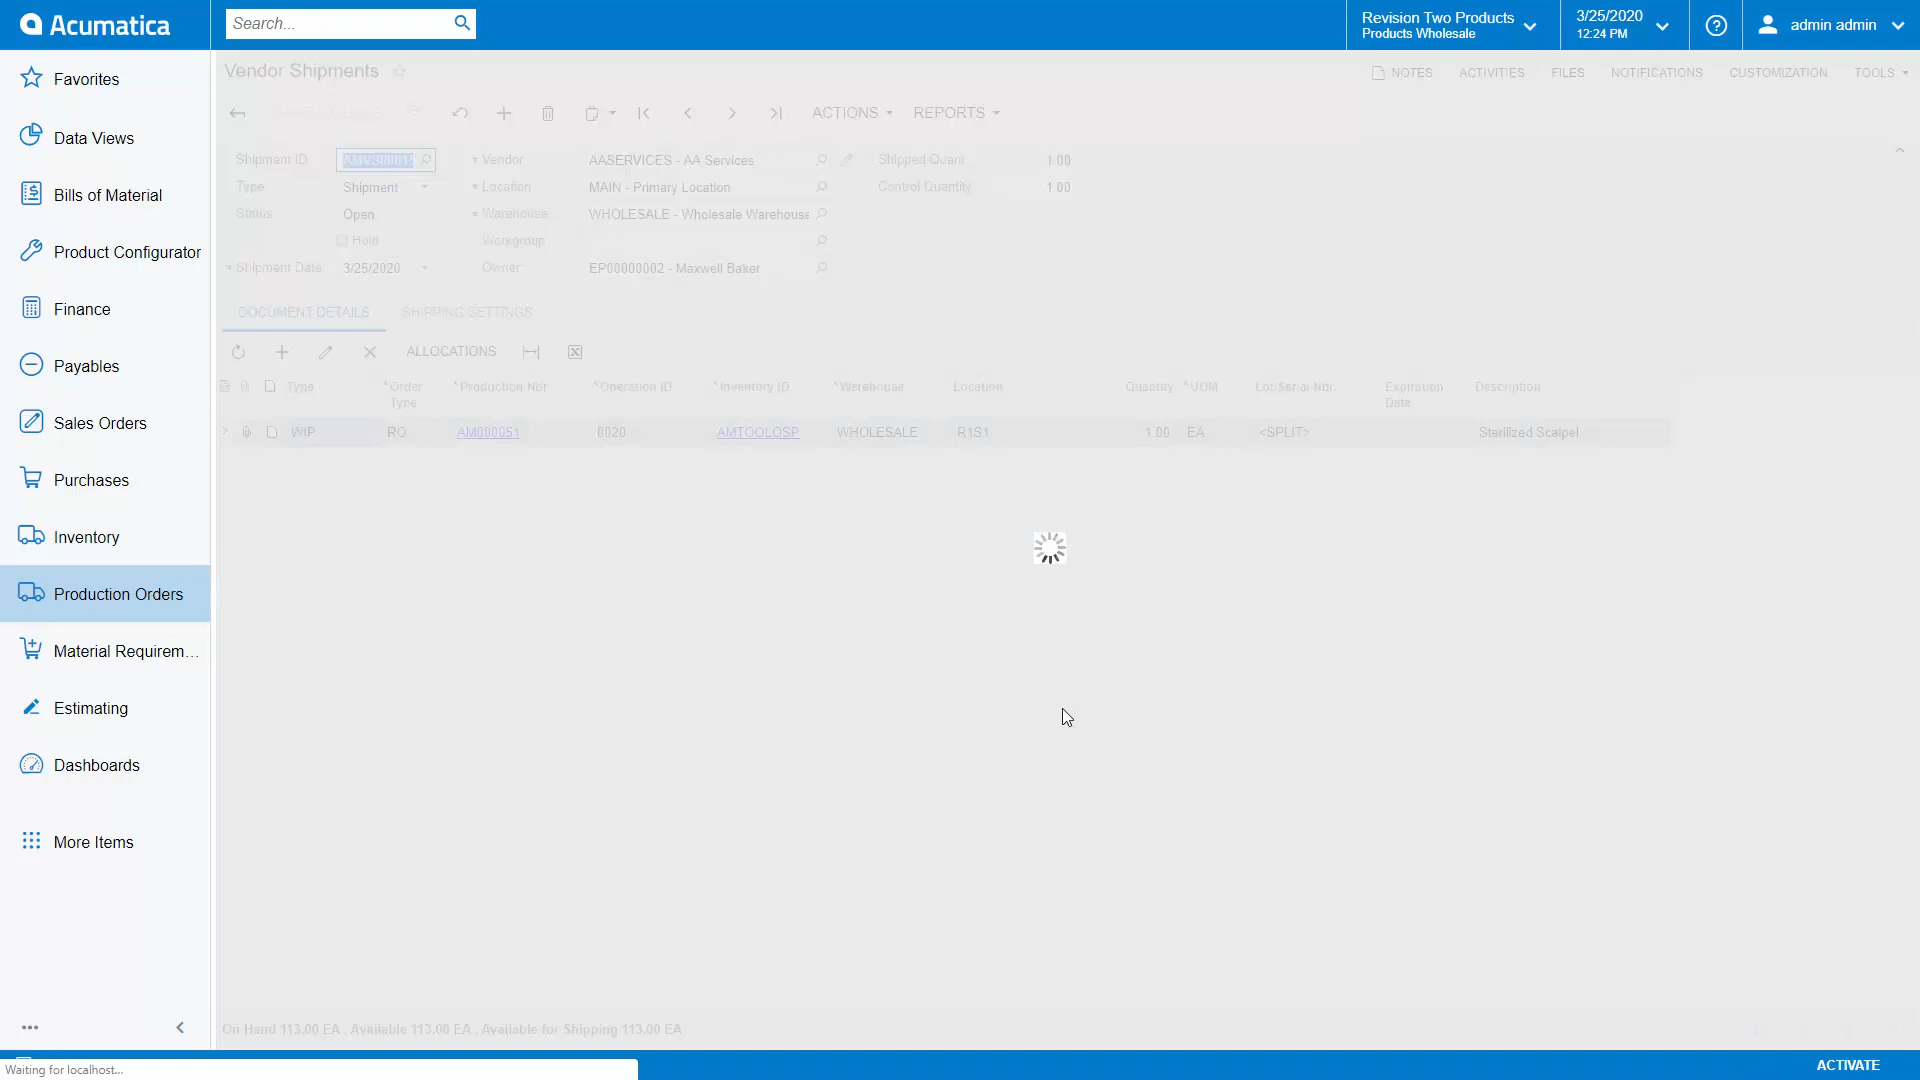 Acumatica
Search...
Revision Two Products
Products Wholesale
3/25/2020
12:24 PM
admin admin
Favorites
Data Views
Bills of Material
Product Configurator
Finance
Payables
Sales Orders
Purchases
Inventory
Production Orders
Material Requirem...
Estimating
Dashboards
More Items
Vendor Shipments
NOTES ACTIVITIES FILES NOTIFICATIONS CUSTOMIZATION TOOLS
ACTIONS REPORTS
Shipment ID
* Vendor AASERVICES - AA Services
Shipped Quant... 1.00
Type Shipment
* Location MAIN - Primary Location
Control Quantity 1.00
Status Open
* Warehouse WHOLESALE - Wholesale Warehouse
Hold
Workgroup
* Shipment Date 3/25/2020
Owner EP00000002 - Maxwell Baker
DOCUMENT DETAILS SHIPPING SETTINGS
ALLOCATIONS
Type *Order Type *Production Nbr *Operation ID *Inventory ID *Warehouse Location Quantity *UOM Lot/Serial Nbr. Expiration Date Description
WIP RO AM000051 0020 AMTOOLOSP WHOLESALE R1S1 1.00 EA <SPLIT> Sterilized Scalpel
On Hand 113.00 EA , Available 113.00 EA , Available for Shipping 113.00 EA
ACTIVATE
Waiting for localhost...